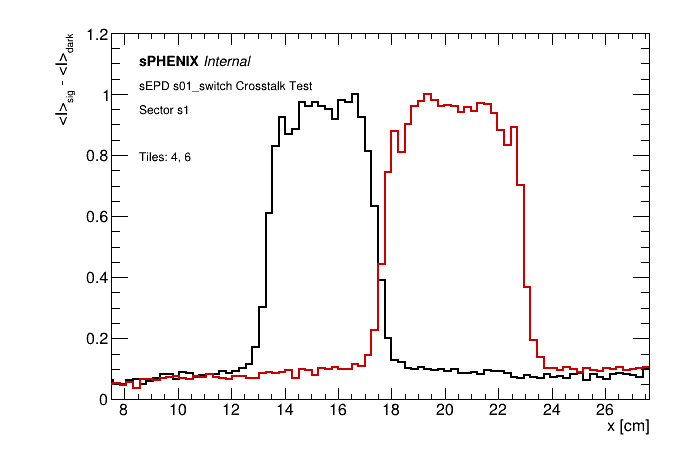 1.2
1
0.8
0.6
0.4
0.2
0
<I>sig - <I>dark
sPHENIX Internal
sEPD s01_switch Crosstalk Test
Sector s1
Tiles: 4, 6
8 10 12 14 16 18 20 22 24 26
x [cm]